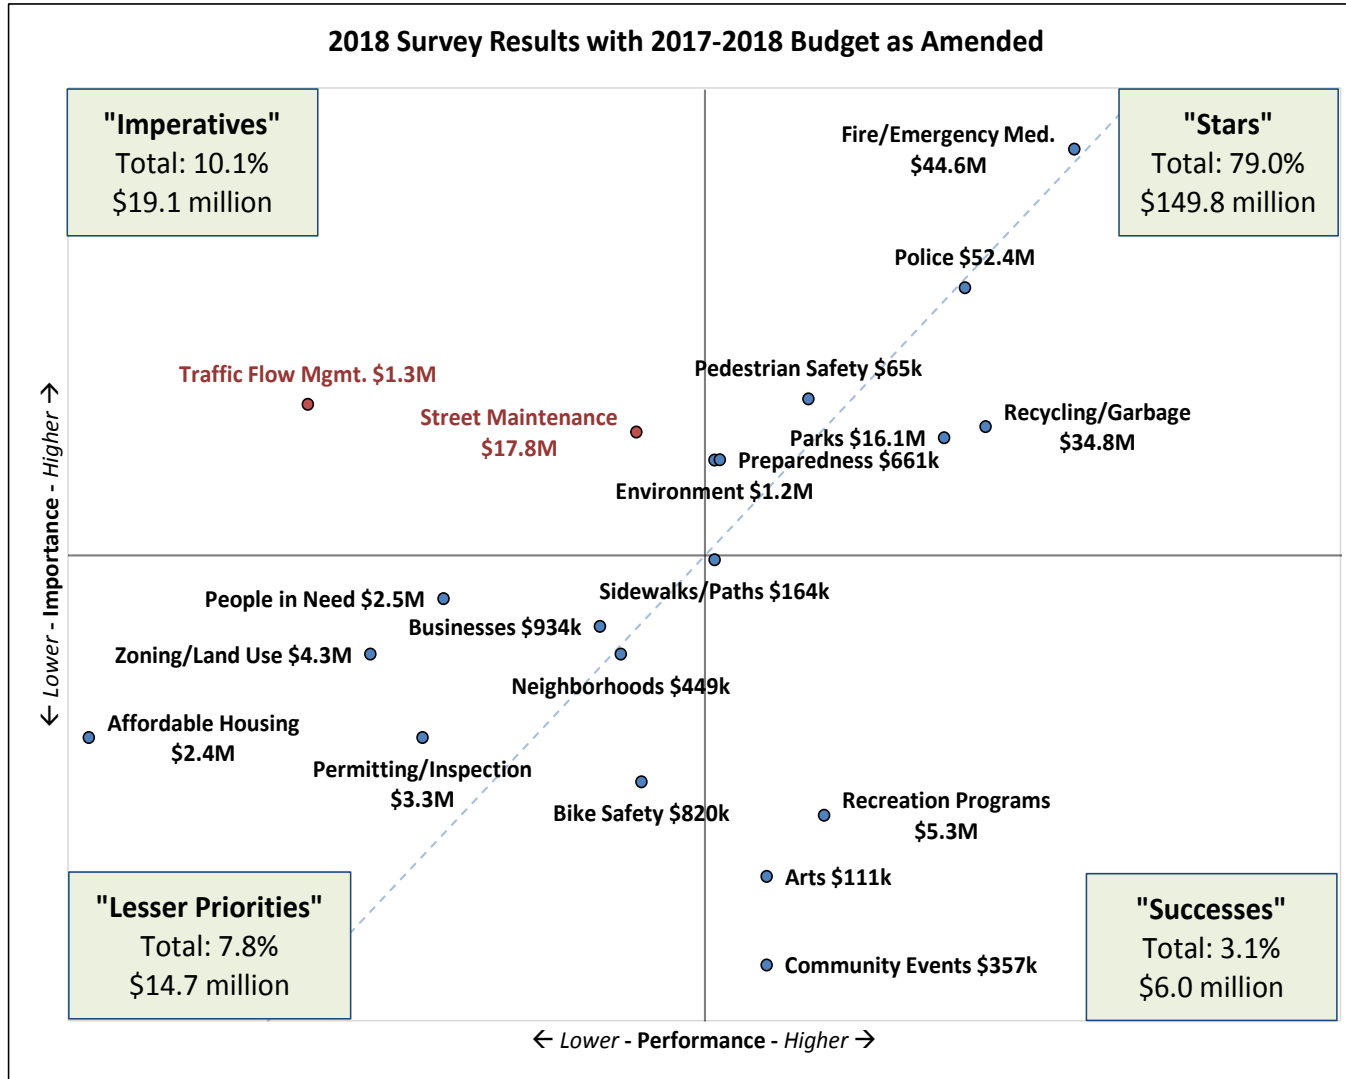 2018 Survey Results with 2017-2018 Budget as Amended
"Imperatives"
Total: 10.1%
$19.1 million
"Stars"
Total: 79.0%
$149.8 million
Fire/Emergency Med.
$44.6M
Police $52.4M
Pedestrian Safety $65k
Traffic Flow Mgmt. $1.3M
Street Maintenance
$17.8M
Recycling/Garbage
$34.8M
Parks $16.1M
Preparedness $661k
Environment $1.2M
← Lower - Importance - Higher →
Sidewalks/Paths $164k
People in Need $2.5M
Businesses $934k
Zoning/Land Use $4.3M
Neighborhoods $449k
Affordable Housing
$2.4M
Permitting/Inspection
$3.3M
Bike Safety $820k
Recreation Programs
$5.3M
Arts $111k
Community Events $357k
"Lesser Priorities"
Total: 7.8%
$14.7 million
"Successes"
Total: 3.1%
$6.0 million
← Lower - Performance - Higher →